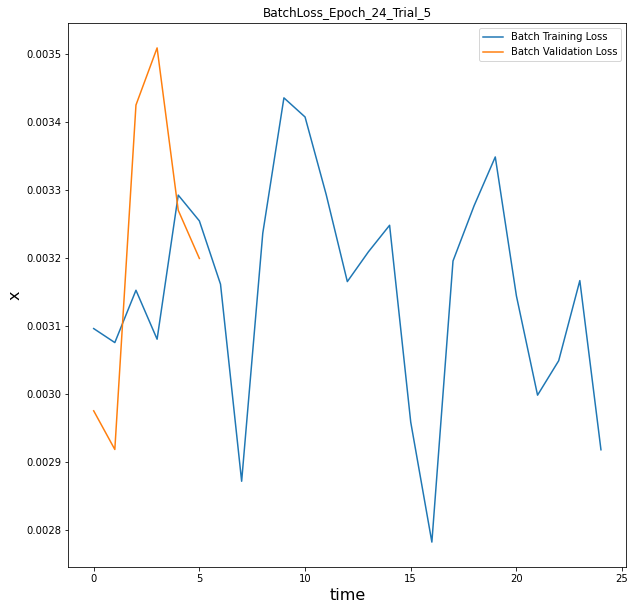 BatchLoss_Epoch_24_Trial_5
Batch Training Loss
Batch Validation Loss
0.0035
0.0034
0.0033
0.0032
0.0031
0.0030
0.0029
0.0028
x
0 5 10 15 20 25
time